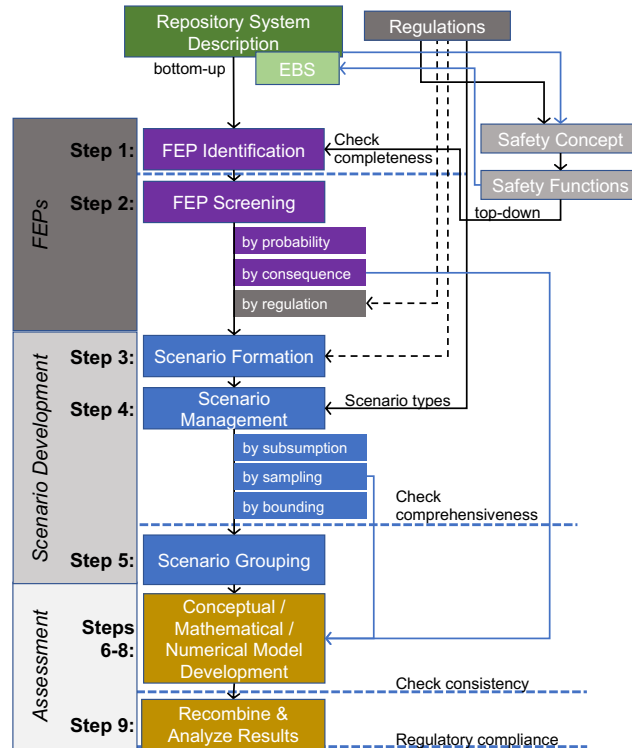 Repository System
Description
Regulations
bottom-up
EBS
Step 1:
FEP Identification
Check
completeness
Safety Concept
Step 2:
FEP Screening
Safety Functions
top-down
FEPs
by probability
by consequence
by regulation
Step 3:
Scenario Formation
Step 4:
Scenario
Management
Scenario types
Scenario Development
by subsumption
by sampling
by bounding
Check
comprehensiveness
Step 5:
Scenario Grouping
Assessment
Steps
6-8:
Conceptual /
Mathematical /
Numerical Model
Development
Check consistency
Step 9:
Recombine &
Analyze Results
Regulatory compliance